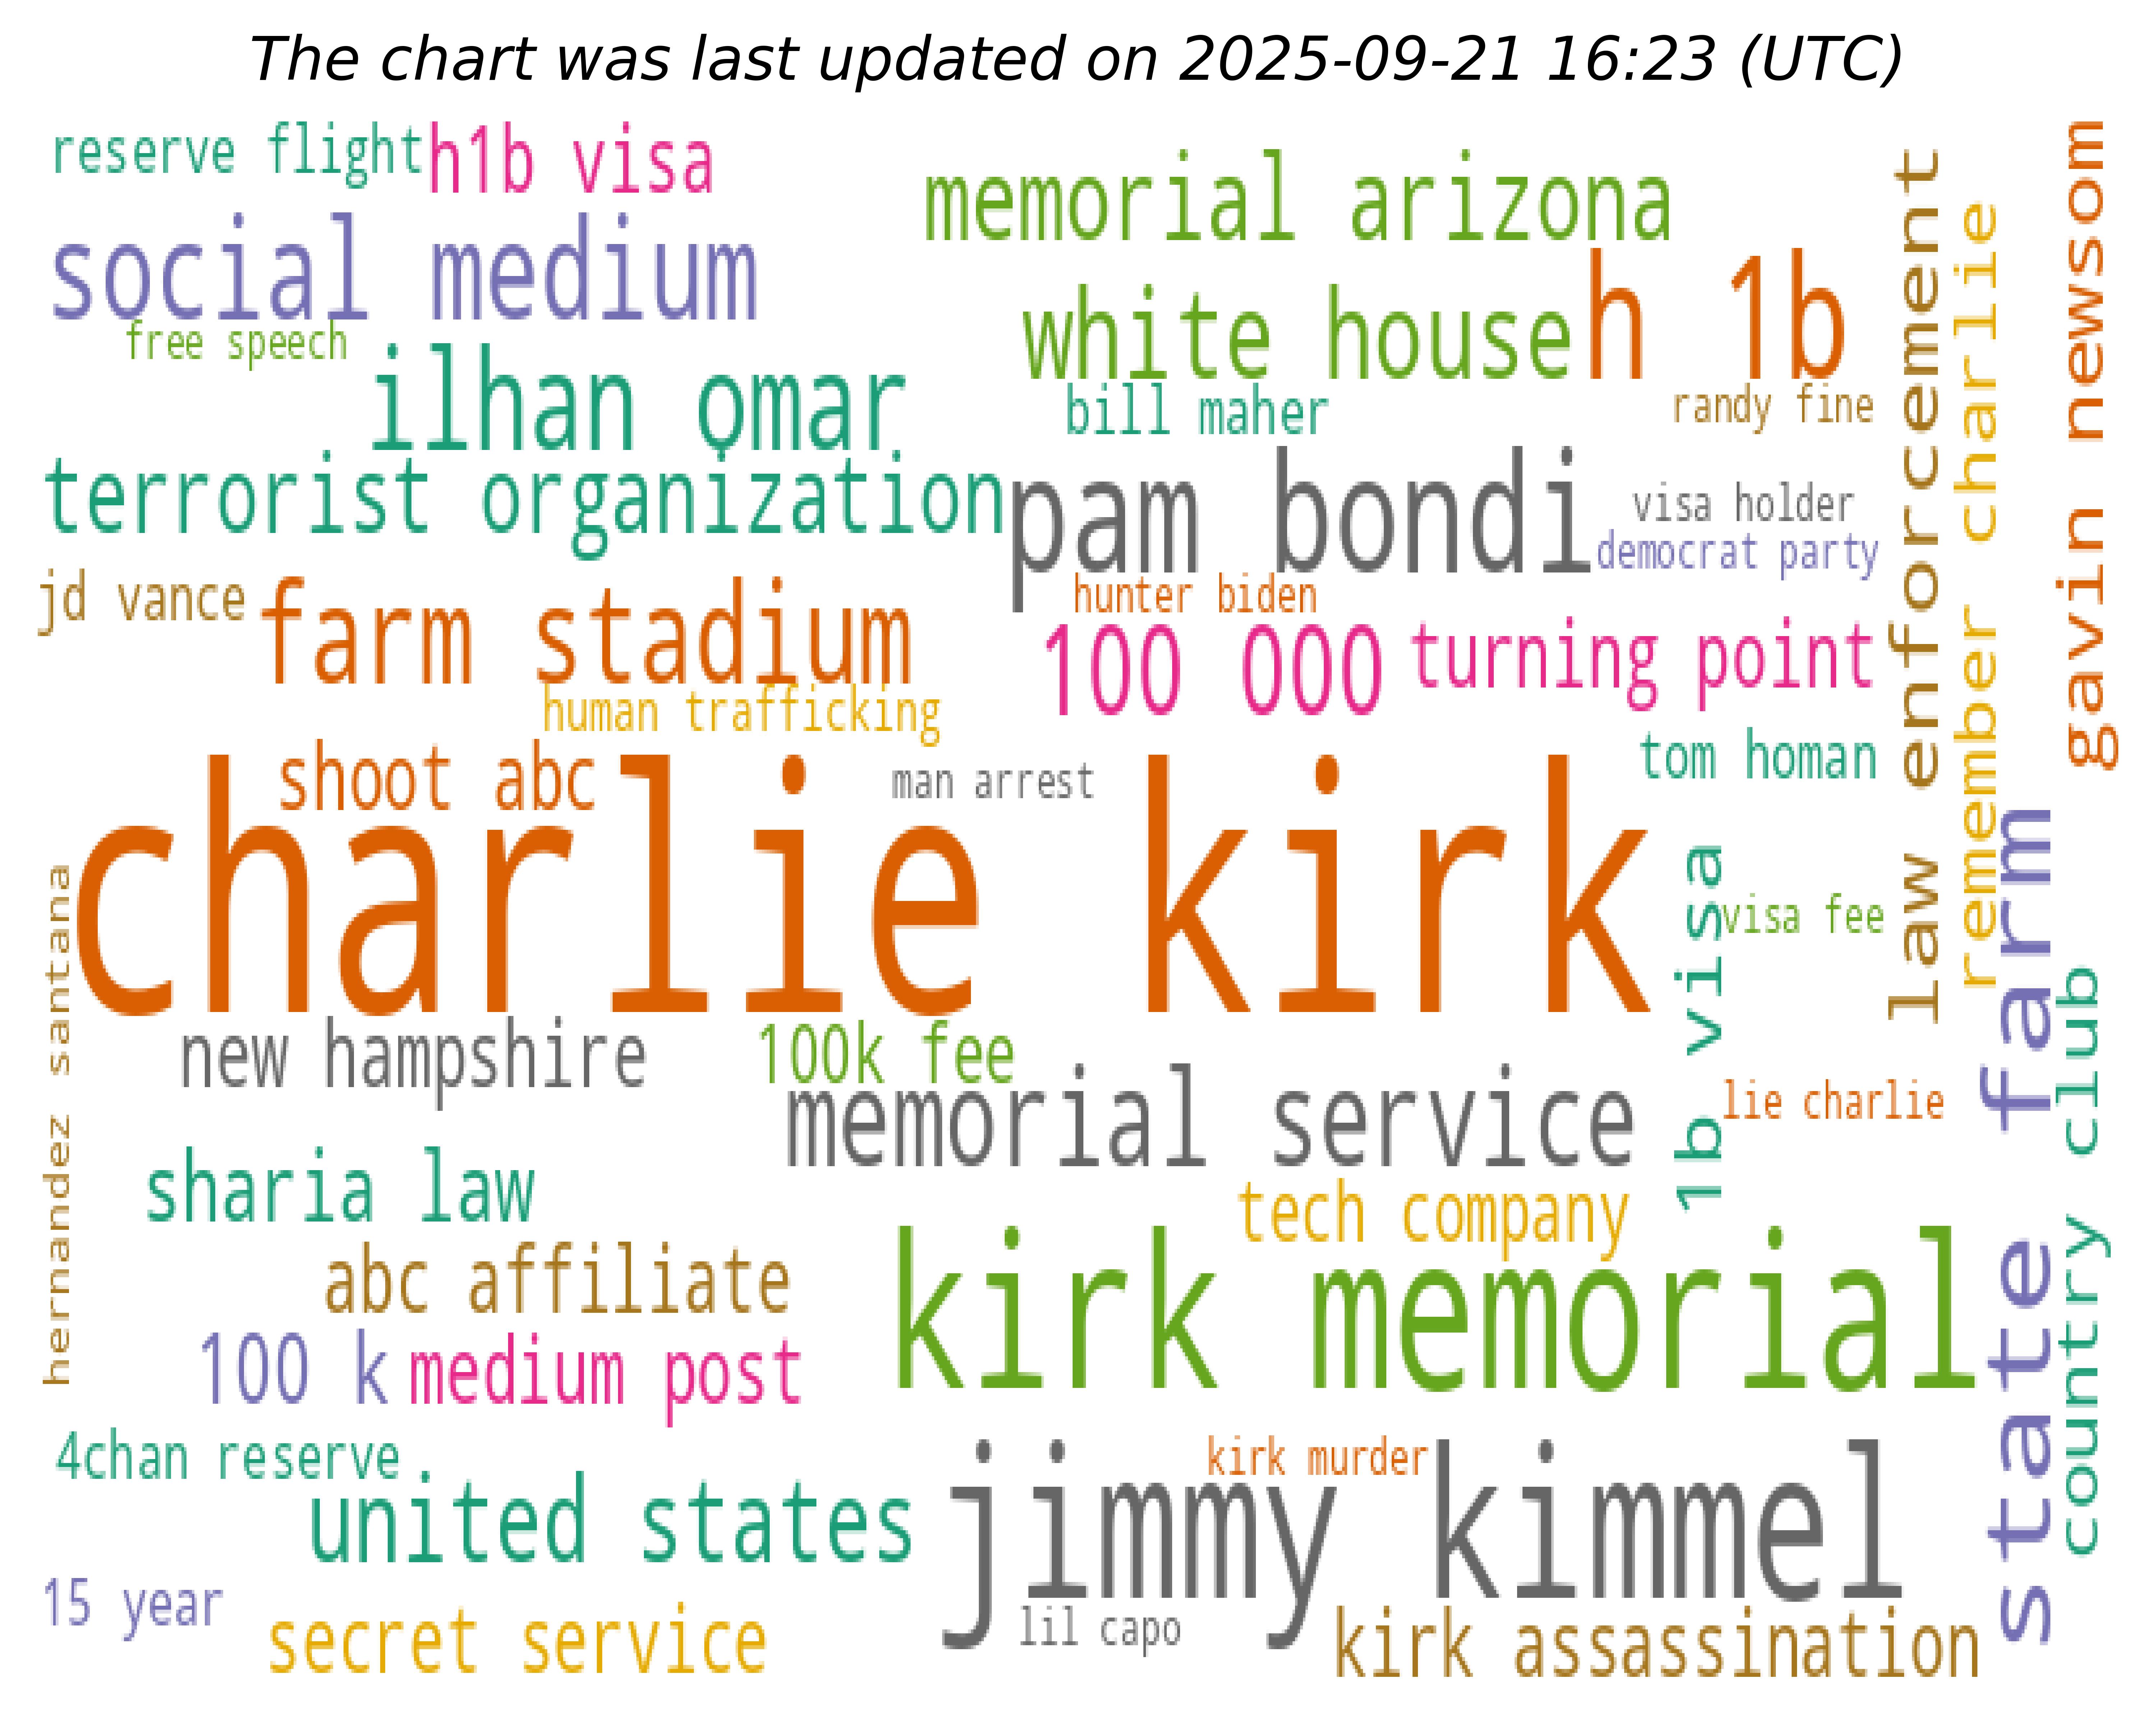 The chart was last updated on 2025-09-21 16:23 (UTC)
reserve flight
h1b visa
memorial arizona
social medium
white house
h 1b
free speech
ilhan omar
bill maher
randy fine
terrorist organization
pam bondi
visa holder
democrat party
jd vance
farm stadium
hunter biden
100 000
turning point
human trafficking
shoot abc
man arrest
tom homan
charlie kirk
visa fee
new hampshire
100k fee
memorial service
lie charlie
sharia law
tech company
abc affiliate
kirk memorial
100 k
medium post
4chan reserve
kirk murder
united states
jimmy kimmel
15 year
secret service
lil capo
kirk assassination
hernandez santana
1b visa
law enforcement
remember charlie
state farm
gavin newsom
country club